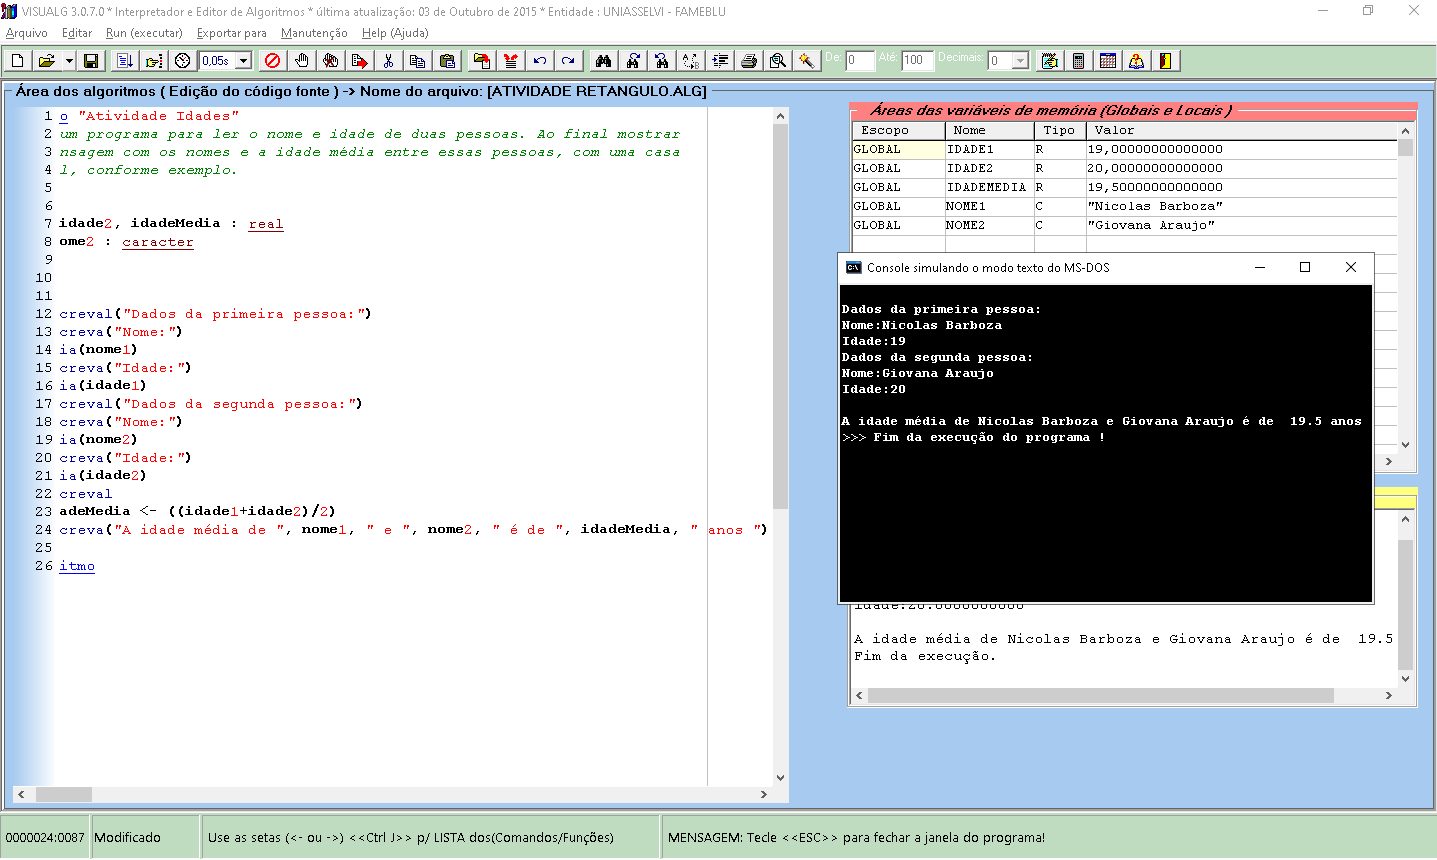 VISUALG 3.0.7.0 * Interpretador e Editor de Algoritmos * última atualização: 03 de Outubro de 2015 * Entidade : UNIASSELVI - FAMEBLU
Arquivo Editar Run (executar) Exportar para Manutenção Help (Ajuda)
0,05s De: 0 Até: 100 Decimais: 0
Área dos algoritmos ( Edição do código fonte ) -> Nome do arquivo: [ATIVIDADE RETANGULO.ALG]
1 o "Atividade Idades"
2 um programa para ler o nome e idade de duas pessoas. Ao final mostrar
3 nsagem com os nomes e a idade média entre essas pessoas, com uma casa
4 l, conforme exemplo.
5
6
7 idade2, idadeMedia : real
8 ome2 : caracter
9
10
11
12 creval("Dados da primeira pessoa:")
13 creva("Nome:")
14 ia(nome1)
15 creva("Idade:")
16 ia(idade1)
17 creval("Dados da segunda pessoa:")
18 creva("Nome:")
19 ia(nome2)
20 creva("Idade:")
21 ia(idade2)
22 creval
23 adeMedia <- ((idade1+idade2)/2)
24 creva("A idade média de ", nome1, " e ", nome2, " é de ", idadeMedia, " anos ")
25
26 itmo
Áreas das variáveis de memória (Globais e Locais )
Escopo Nome Tipo Valor
GLOBAL IDADE1 R 19,00000000000000
GLOBAL IDADE2 R 20,00000000000000
GLOBAL IDADEMEDIA R 19,50000000000000
GLOBAL NOME1 C "Nicolas Barboza"
GLOBAL NOME2 C "Giovana Araujo"
Console simulando o modo texto do MS-DOS
Dados da primeira pessoa:
Nome:Nicolas Barboza
Idade:19
Dados da segunda pessoa:
Nome:Giovana Araujo
Idade:20
A idade média de Nicolas Barboza e Giovana Araujo é de  19.5 anos
>>> Fim da execução do programa !
Idade:20.0000000000
A idade média de Nicolas Barboza e Giovana Araujo é de  19.5
Fim da execução.
0000024:0087 Modificado Use as setas (<- ou ->) <<Ctrl J>> p/ LISTA dos(Comandos/Funções) MENSAGEM: Tecle <<ESC>> para fechar a janela do programa!